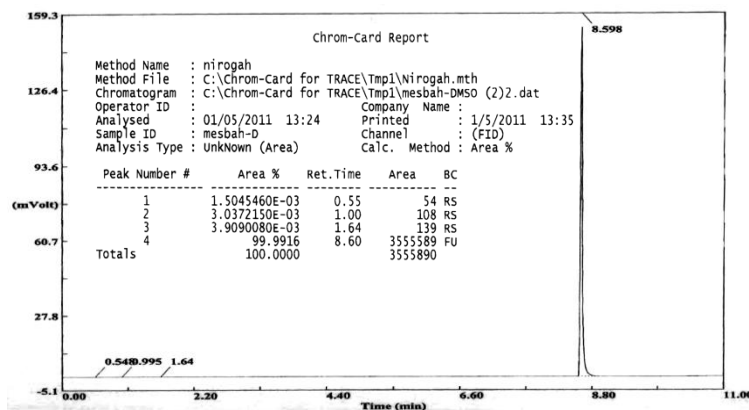 159.3
8.598
Chrom-Card Report
Method Name : nirogah
Method File : C:\Chrom-Card for TRACE\Tmp1\Nirogah.mth
126.4
Chromatogram : C:\Chrom-Card for TRACE\Tmp1\mesbah-DMSO (2)2.dat
Operator ID : Company Name :
Analysed : 01/05/2011 13:24 Printed : 1/5/2011 13:35
Sample ID : mesbah-D Channel : (FID)
Analysis Type : UnkNown (Area) Calc. Method : Area %
93.6
Peak Number # Area % Ret.Time Area BC
--------------- --------------- -------- ---------- --
1 1.5045460E-03 0.55 54 RS
(mVolt)
2 3.0372150E-03 1.00 108 RS
3 3.9090080E-03 1.64 139 RS
60.7
4 99.9916 8.60 3555589 FU
Totals 100.0000 3555890
27.8
0.548 0.995 1.64
-5.1
0.00 2.20 4.40 6.60 8.80 11.00
Time (min)